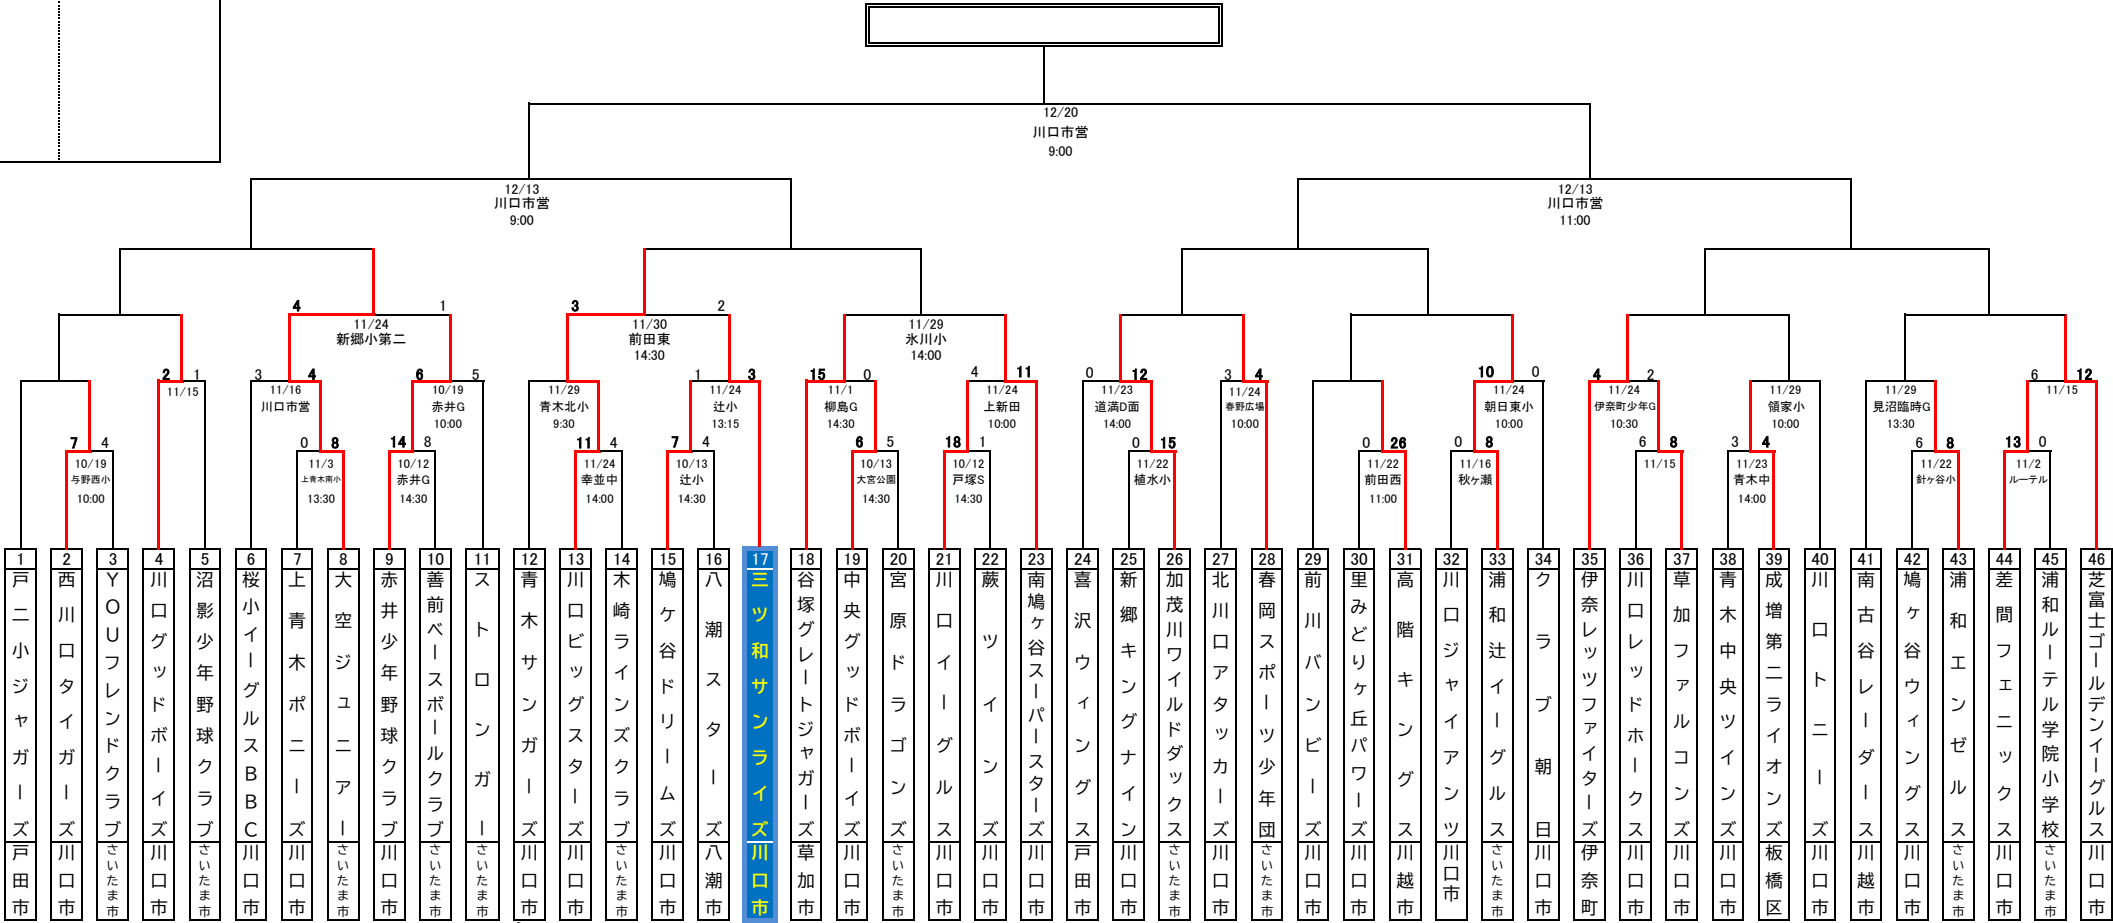 12/20
川口市営
9:00
12/13
川口市営
9:00
12/13
川口市営
11:00
4 1
11/24
新郷小第二
3 2
11/30
前田東
14:30
11/29
氷川小
14:00
2 1
11/15
3 4
11/16
川口市営
6 5
10/19
赤井G
10:00
11/29
青木北小
9:30
1 3
11/24
辻小
13:15
15 0
11/1
柳島G
14:30
4 11
11/24
上新田
10:00
0 12
11/23
道満D面
14:00
3 4
11/24
春野広場
10:00
10 0
11/24
朝日東小
10:00
4 2
11/24
伊奈町少年G
10:30
11/29
領家小
10:00
11/29
見沼臨時G
13:30
6 12
11/15
7 4
10/19
与野西小
10:00
0 8
11/3
上青木南小
13:30
14 8
10/12
赤井G
14:30
11 4
11/24
幸並中
14:00
7 4
10/13
辻小
14:30
6 5
10/13
大宮公園
14:30
18 1
10/12
戸塚S
14:30
0 15
11/22
植水小
0 26
11/22
前田西
11:00
0 8
11/16
秋ヶ瀬
6 8
11/15
3 4
11/23
青木中
14:00
6 8
11/22
針ヶ谷小
13 0
11/2
ルーテル
1 戸二小ジャガーズ 戸田市
2 西川口タイガーズ 川口市
3 YOUフレンドクラブ さいたま市
4 川口グッドボーイズ 川口市
5 沼影少年野球クラブ さいたま市
6 桜小イーグルスBBC 川口市
7 上青木ポニーズ 川口市
8 大空ジュニアー さいたま市
9 赤井少年野球クラブ 川口市
10 善前ベースボールクラブ さいたま市
11 ストロンガー さいたま市
12 青木サンガーズ 川口市
13 川口ビッグスターズ 川口市
14 木崎ラインズクラブ さいたま市
15 鳩ケ谷ドリームズ 川口市
16 八潮スターズ 八潮市
17 三ツ和サンライズ 川口市
18 谷塚グレートジャガーズ 草加市
19 中央グッドボーイズ 川口市
20 宮原ドラゴンズ さいたま市
21 川口イーグルス 川口市
22 蕨ツインズ 川口市
23 南鳩ヶ谷スーパースターズ 川口市
24 喜沢ウィングス 戸田市
25 新郷キングナイン 川口市
26 加茂川ワイルドダックス さいたま市
27 北川口アタッカーズ 川口市
28 春岡スポーツ少年団 さいたま市
29 前川バンビーズ 川口市
30 里みどりヶ丘パワーズ 川口市
31 高階キングス 川越市
32 川口ジャイアンツ 川口市
33 浦和辻イーグルス さいたま市
34 クラブ朝日 川口市
35 伊奈レッツファイターズ 伊奈町
36 川口レッドホークス 川口市
37 草加ファルコンズ 川口市
38 青木中央ツインズ 川口市
39 成増第二ライオンズ 板橋区
40 川口トニーズ 川口市
41 南古谷レーダース 川越市
42 鳩ヶ谷ウィングス 川口市
43 浦和エンゼルス さいたま市
44 差間フェニックス 川口市
45 浦和ルーテル学院小学校 さいたま市
46 芝富士ゴールデンイーグルス 川口市